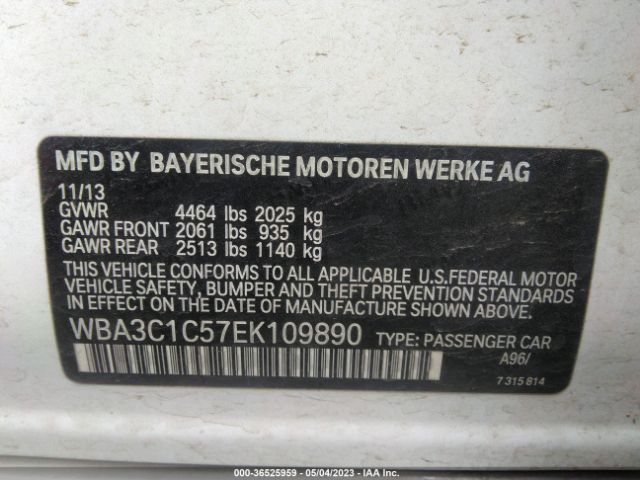 MFD BY BAYERISCHE MOTOREN WERKE AG
11/13
GVWR 4464 lbs 2025 kg
GAWR FRONT 2061 lbs 935 kg
GAWR REAR 2513 lbs 1140 kg
THIS VEHICLE CONFORMS TO ALL APPLICABLE U.S.FEDERAL MOTOR
VEHICLE SAFETY, BUMPER AND THEFT PREVENTION STANDARDS
IN EFFECT ON THE DATE OF MANUFACTURE SHOWN ABOVE.
WBA3C1C57EK109890 TYPE: PASSENGER CAR
A96/
7 315 814
000-36525959 - 05/04/2023 - IAA Inc.